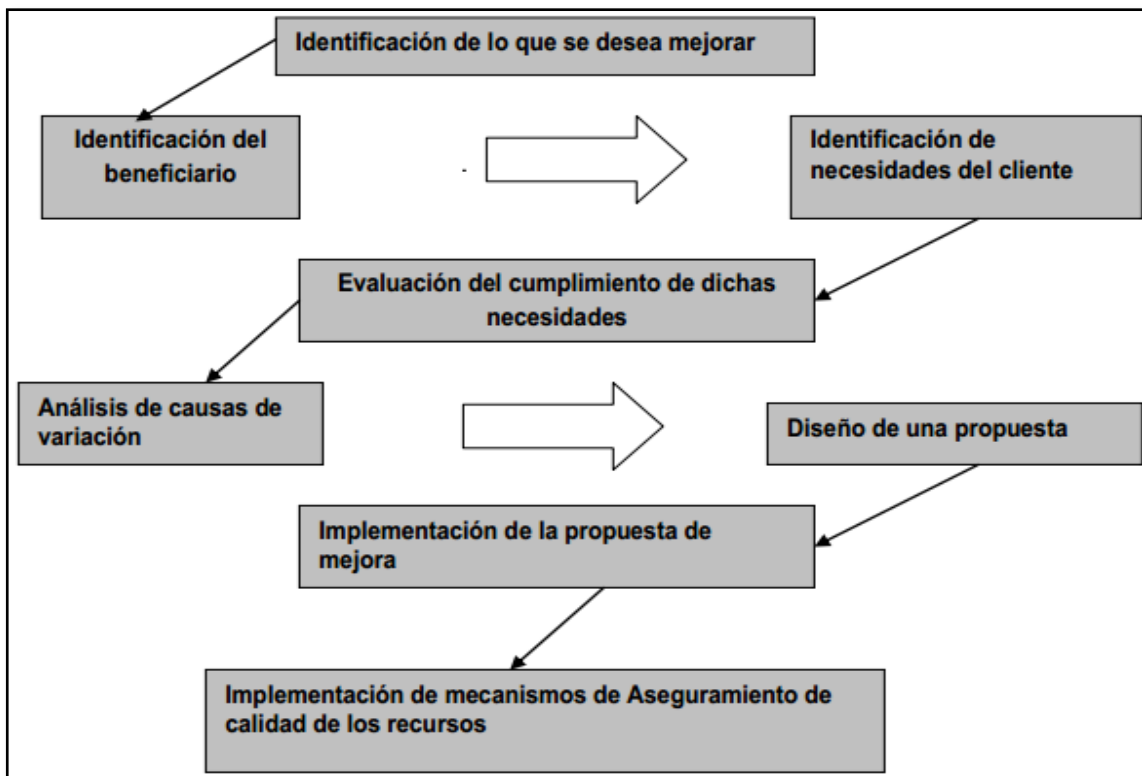 Identificación de lo que se desea mejorar
Identificación del
beneficiario
Identificación de
necesidades del cliente
Evaluación del cumplimiento de dichas
necesidades
Análisis de causas de
variación
Diseño de una propuesta
Implementación de la propuesta de
mejora
Implementación de mecanismos de Aseguramiento de
calidad de los recursos